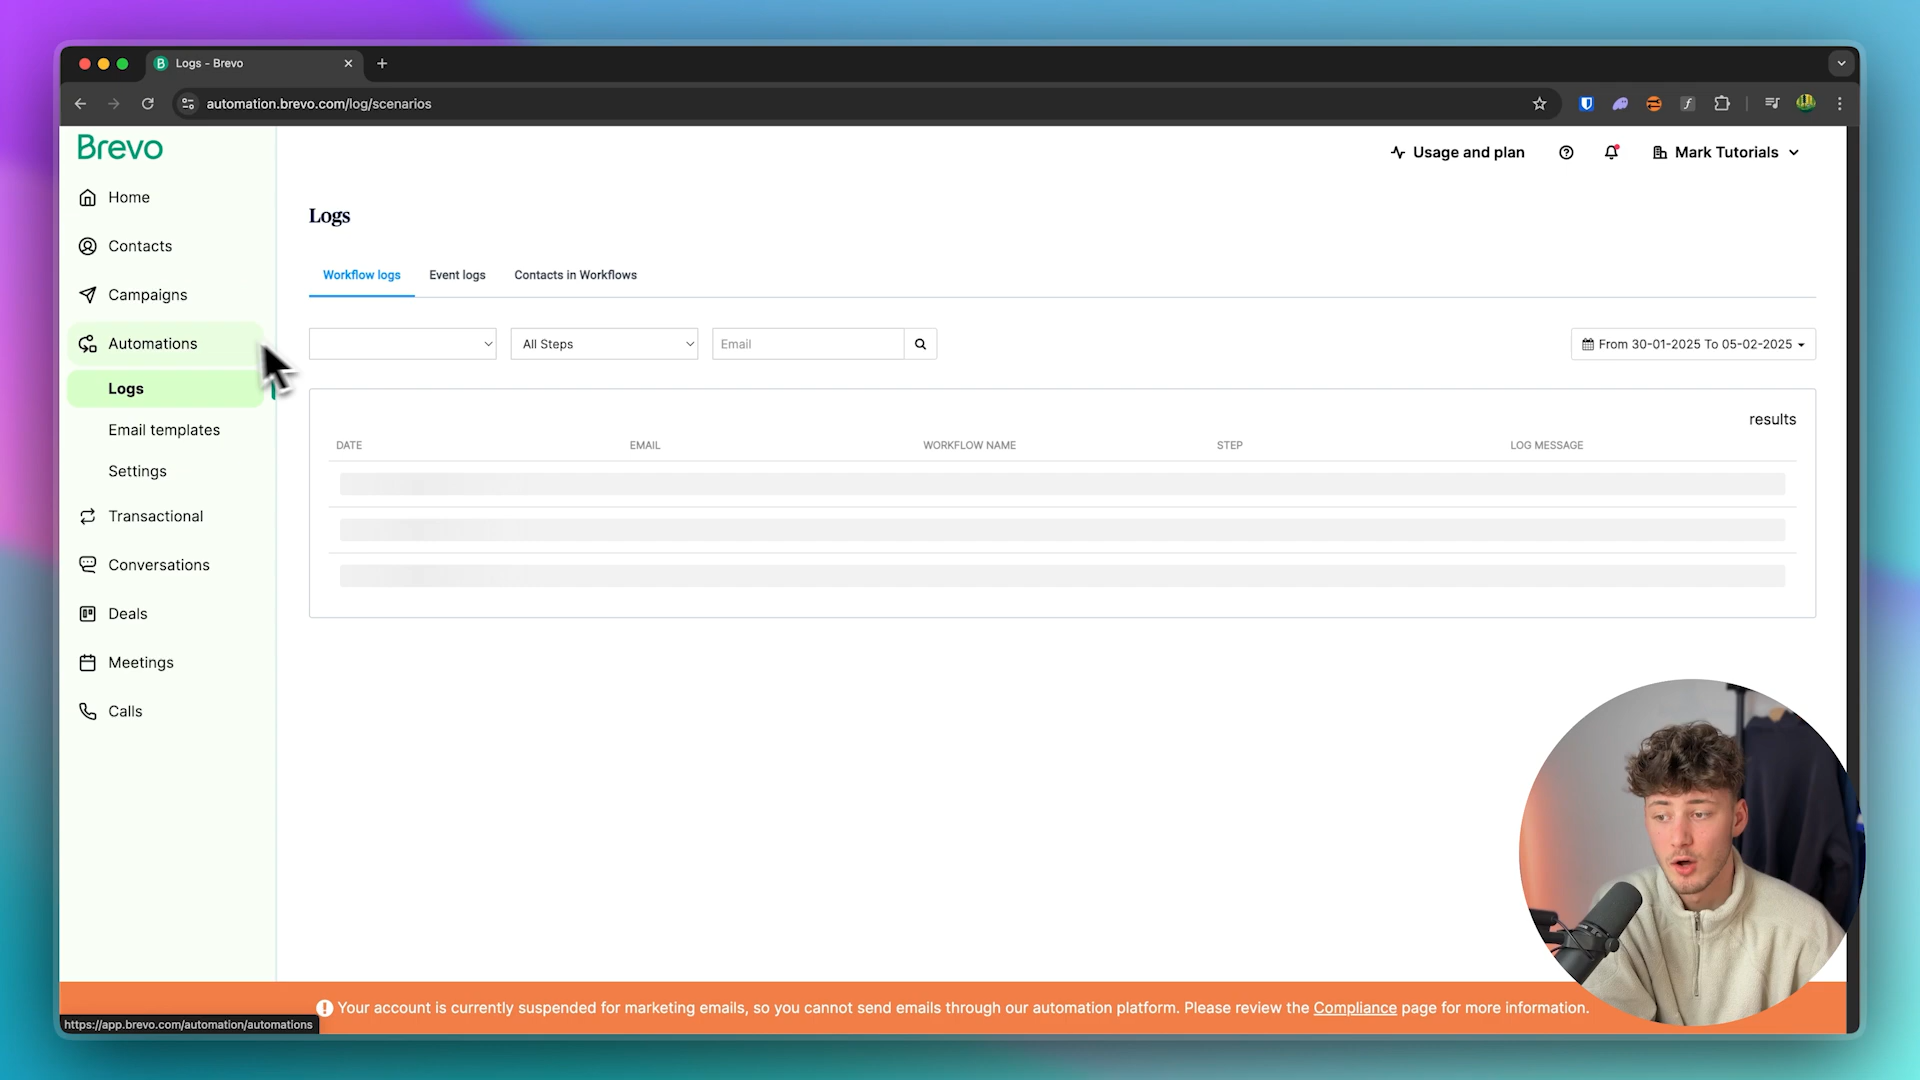 Logs - Brevo
automation.brevo.com/log/scenarios
Brevo
Usage and plan
Mark Tutorials
Home
Contacts
Campaigns
Automations
Logs
Email templates
Settings
Transactional
Conversations
Deals
Meetings
Calls
Logs
Workflow logs Event logs Contacts in Workflows
All Steps Email From 30-01-2025 To 05-02-2025
results
DATE EMAIL WORKFLOW NAME STEP LOG MESSAGE
Your account is currently suspended for marketing emails, so you cannot send emails through our automation platform. Please review the Compliance page for more information.
https://app.brevo.com/automation/automations